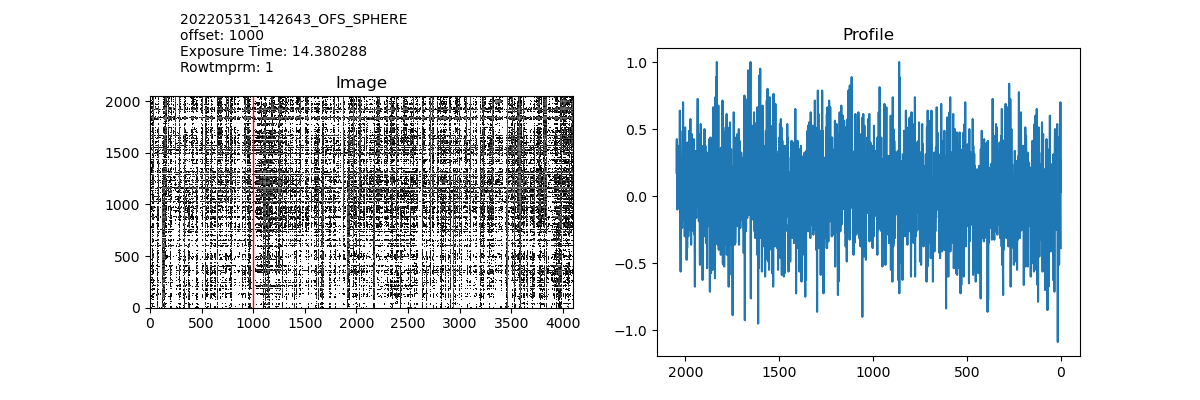 20220531_142643_OFS_SPHERE
offset: 1000
Exposure Time: 14.380288
Rowtmprm: 1
Image
2000
1500
1000
500
0
0 500 1000 1500 2000 2500 3000 3500 4000
Profile
1.0
0.5
0.0
−0.5
−1.0
2000 1500 1000 500 0